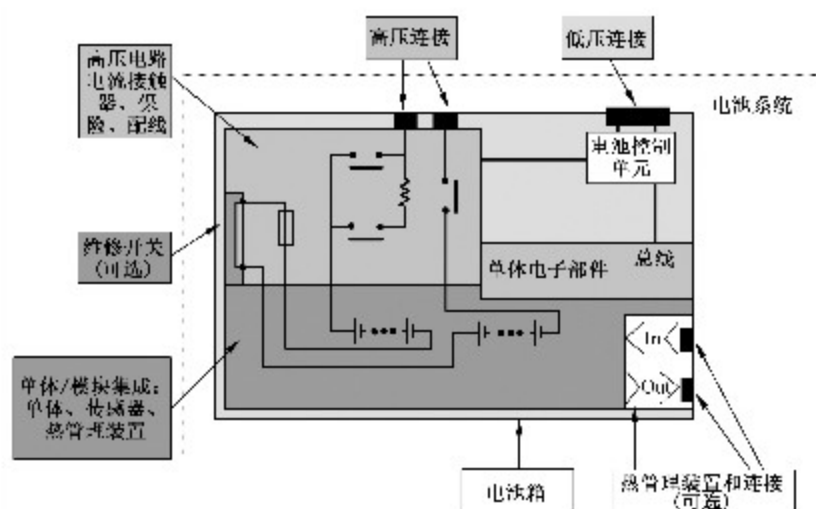 高压电路
电流接触
器、保
险、配线
高压连接
低压连接
电池系统
电池控制
单元
维修开关
(可选)
单体电子部件
总线
In
Out
单体/模块集成:
单体、传感器、
热管理装置
电池箱
热管理装置和连接
(可选)